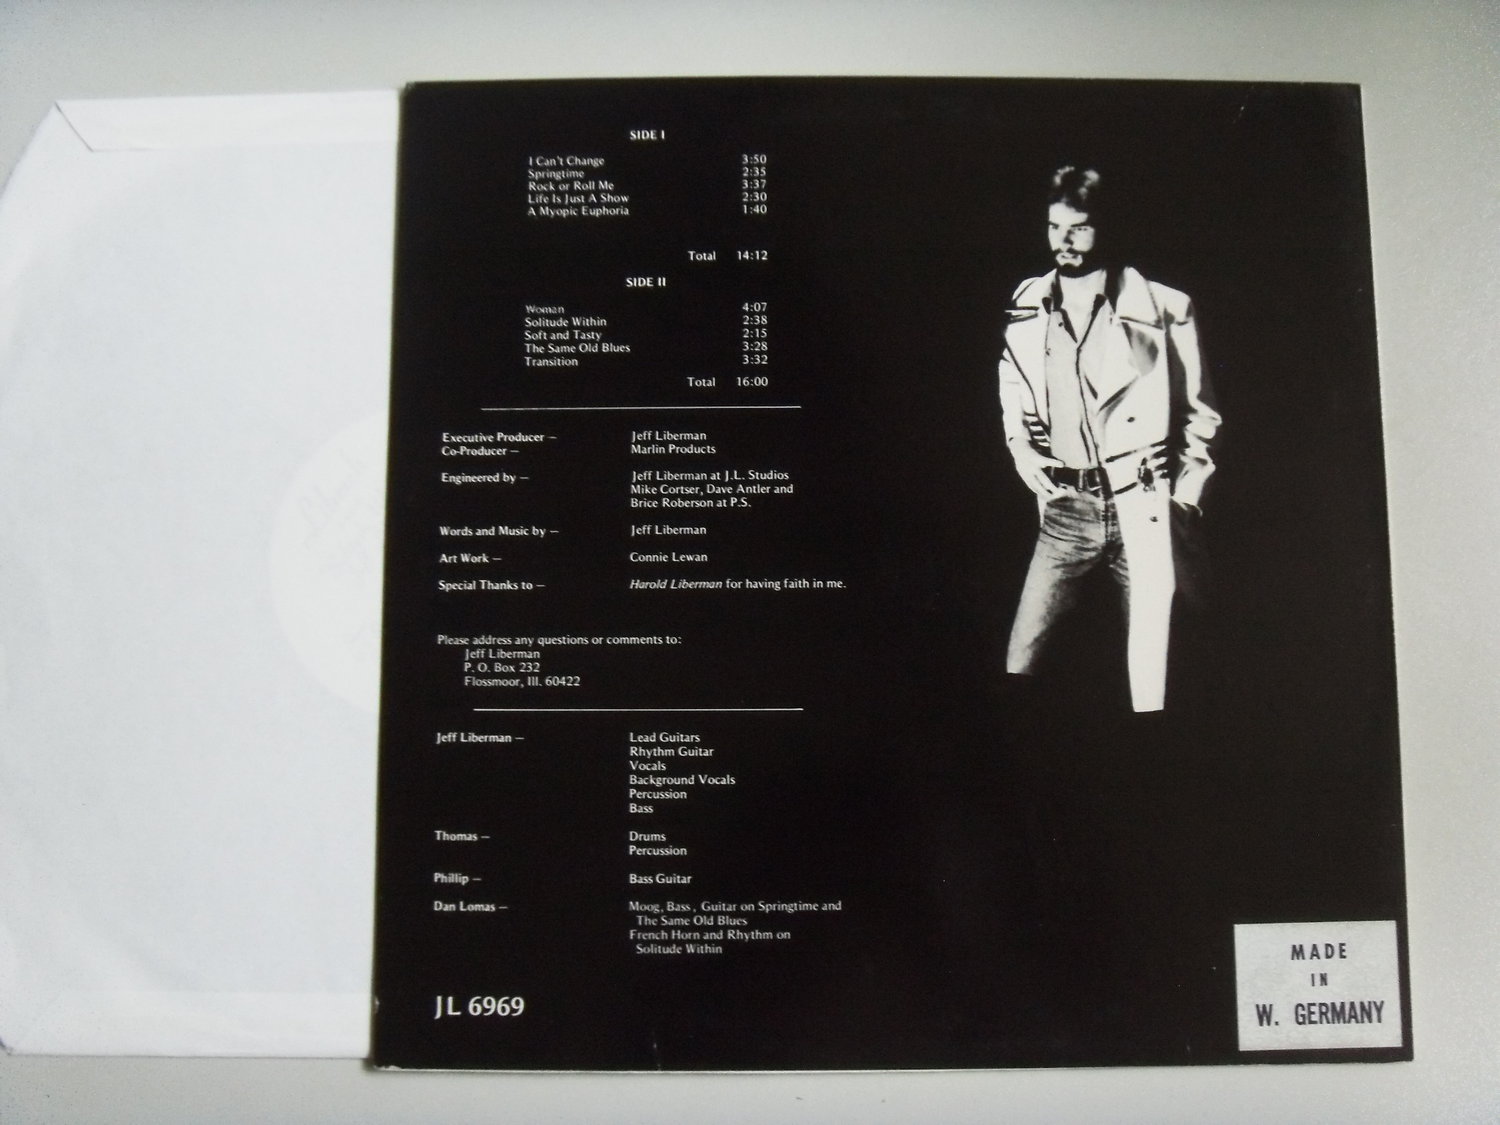 SIDE I
I Can't Change 3:50
Springtime 2:35
Rock or Roll Me 3:37
Life Is Just A Show 2:30
A Myopic Euphoria 1:40
Total 14:12
SIDE II
Woman 4:07
Solitude Within 2:38
Soft and Tasty 2:15
The Same Old Blues 3:28
Transition 3:32
Total 16:00
Executive Producer — Jeff Liberman
Co-Producer — Marlin Products
Engineered by — Jeff Liberman at J.L. Studios
Mike Cortser, Dave Antler and
Brice Roberson at P.S.
Words and Music by — Jeff Liberman
Art Work — Connie Lewan
Special Thanks to — Harold Liberman for having faith in me.
Please address any questions or comments to:
Jeff Liberman
P. O. Box 232
Flossmoor, Ill. 60422
Jeff Liberman — Lead Guitars
Rhythm Guitar
Vocals
Background Vocals
Percussion
Bass
Thomas — Drums
Percussion
Phillip — Bass Guitar
Dan Lomas — Moog, Bass, Guitar on Springtime and
The Same Old Blues
French Horn and Rhythm on
Solitude Within
JL 6969
MADE
IN
W. GERMANY